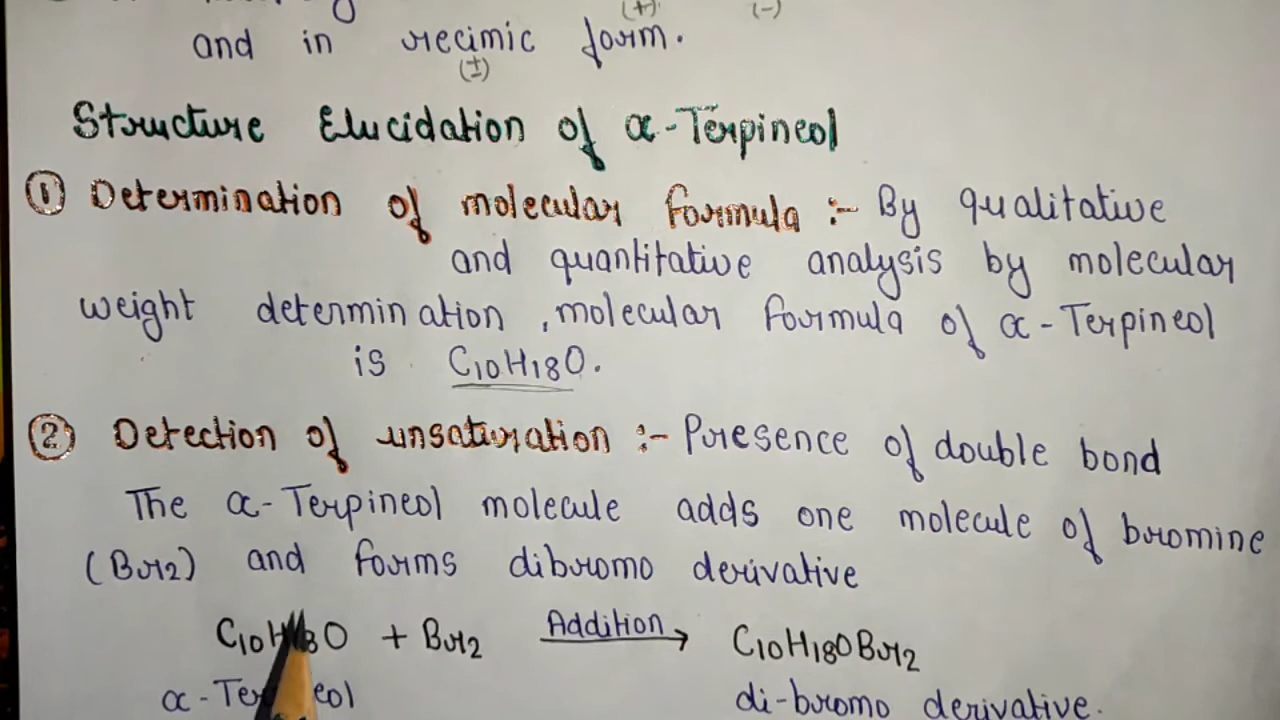 (+) (-)
and in recimic form.
(±)
Structure Elucidation of α-Terpineol
① Determination of molecular formula :- By qualitative
and quantitative analysis by molecular
weight determination, molecular formula of α-Terpineol
is C10H18O.
② Detection of unsaturation :- Presence of double bond
The α-Terpineol molecule adds one molecule of bromine
(Br2) and forms dibromo derivative
C10H18O + Br2 Addition → C10H18OBr2
α-Terpineol di-bromo derivative.